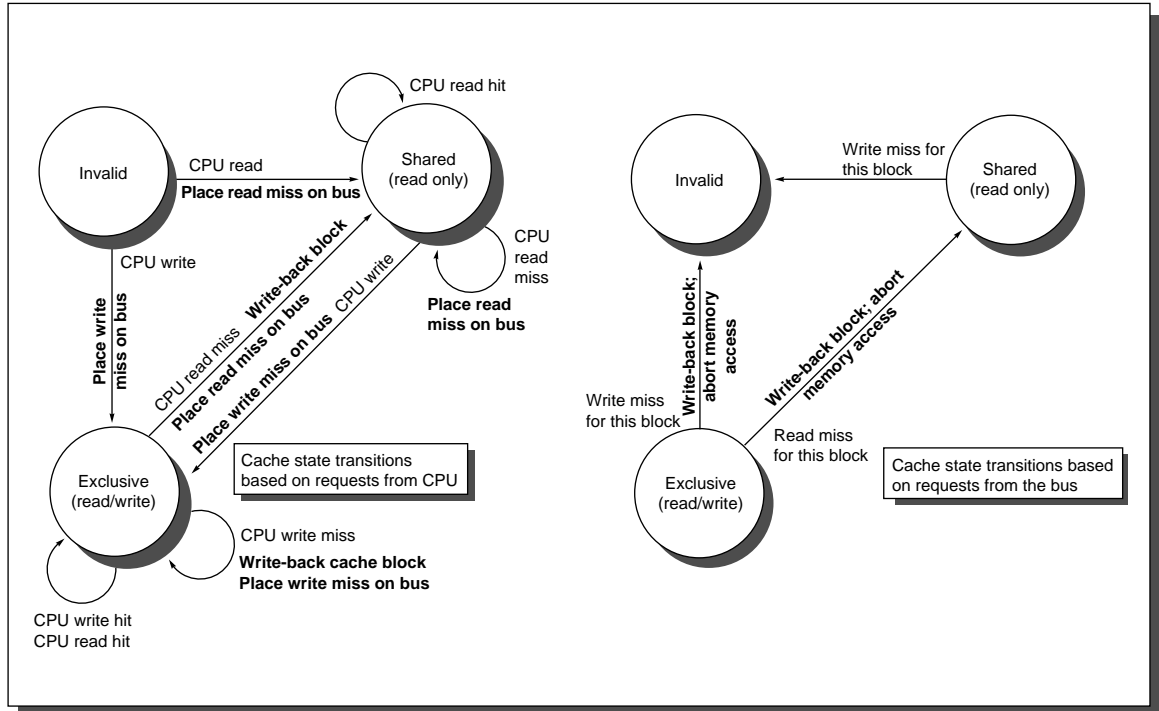 CPU read hit
Invalid
CPU read
Place read miss on bus
Shared
(read only)
CPU write
Place write
miss on bus
CPU
read
miss
Place read
miss on bus
CPU read miss
Write-back block
Place read miss on bus
Place write miss on bus
CPU write
Exclusive
(read/write)
Cache state transitions
based on requests from CPU
CPU write miss
Write-back cache block
Place write miss on bus
CPU write hit
CPU read hit
Invalid
Write miss for
this block
Shared
(read only)
Write-back block;
abort memory
access
Write-back block; abort
memory access
Write miss
for this block
Read miss
for this block
Exclusive
(read/write)
Cache state transitions based
on requests from the bus